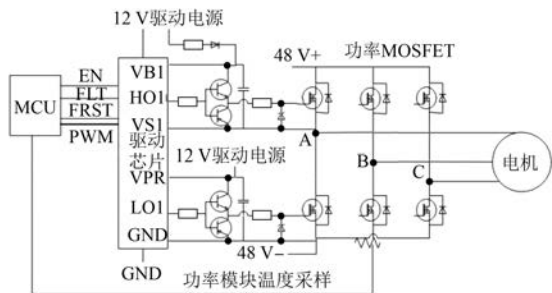 12 V驱动电源
48 V+
功率MOSFET
MCU
EN
FLT
FRST
PWM
VB1
HO1
VS1
驱动
芯片
VPR
LO1
GND
GND
12 V驱动电源
A
B
C
电机
48 V−
功率模块温度采样